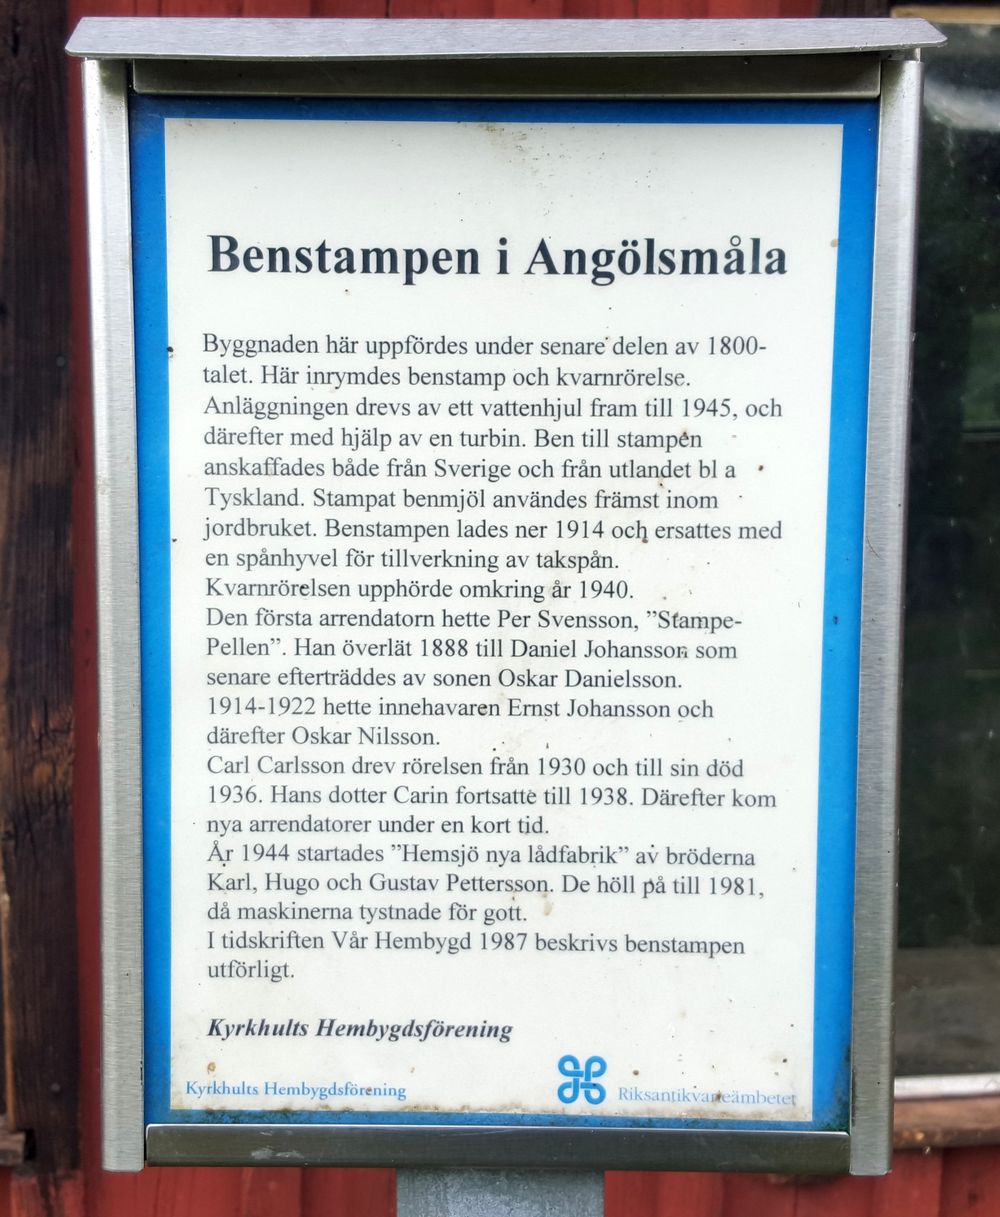 Benstampen i Angölsmåla
Byggnaden här uppfördes under senare delen av 1800-
talet. Här inrymdes benstamp och kvarnrörelse.
Anläggningen drevs av ett vattenhjul fram till 1945, och
därefter med hjälp av en turbin. Ben till stampen
anskaffades både från Sverige och från utlandet bl a
Tyskland. Stampat benmjöl användes främst inom
jordbruket. Benstampen lades ner 1914 och ersattes med
en spånhyvel för tillverkning av takspån.
Kvarnrörelsen upphörde omkring år 1940.
Den första arrendatorn hette Per Svensson, ”Stampe-
Pellen”. Han överlät 1888 till Daniel Johansson som
senare efterträddes av sonen Oskar Danielsson.
1914-1922 hette innehavaren Ernst Johansson och
därefter Oskar Nilsson.
Carl Carlsson drev rörelsen från 1930 och till sin död
1936. Hans dotter Carin fortsatte till 1938. Därefter kom
nya arrendatorer under en kort tid.
År 1944 startades ”Hemsjö nya lådfabrik” av bröderna
Karl, Hugo och Gustav Pettersson. De höll på till 1981,
då maskinerna tystnade för gott.
I tidskriften Vår Hembygd 1987 beskrivs benstampen
utförligt.
Kyrkhults Hembygdsförening
Kyrkhults Hembygdsförening
Riksantikvarieämbetet